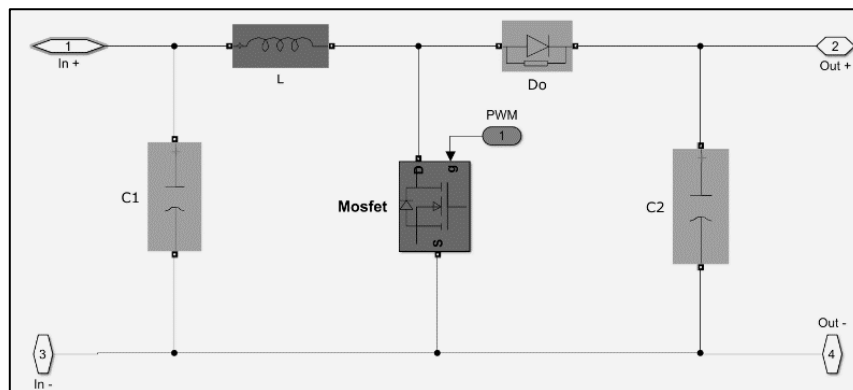 1
In +
L
Do
2
Out +
PWM
1
C1
Mosfet
D
g
S
C2
3
In -
Out -
4